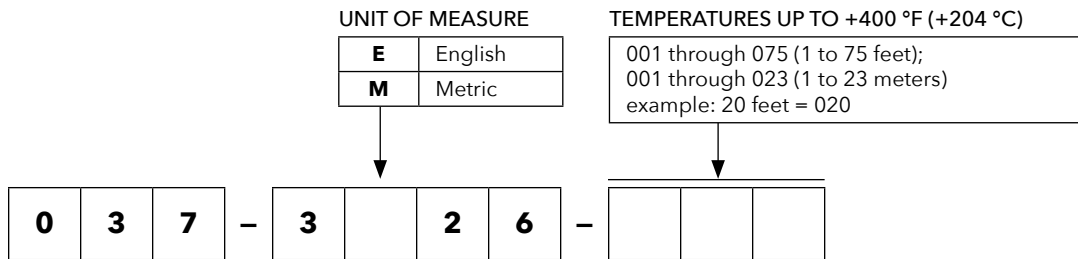 UNIT OF MEASURE
E English
M Metric
TEMPERATURES UP TO +400 °F (+204 °C)
001 through 075 (1 to 75 feet);
001 through 023 (1 to 23 meters)
example: 20 feet = 020
0 3 7 – 3 2 6 –